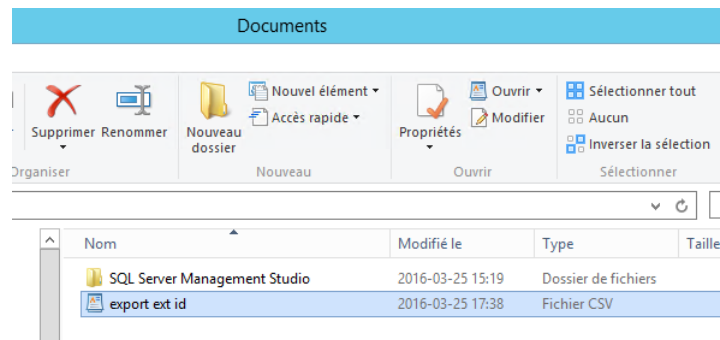 Documents
Supprimer
Renommer
Nouveau
dossier
Nouvel élément
Accès rapide
Propriétés
Ouvrir
Modifier
Sélectionner tout
Aucun
Inverser la sélection
Organiser
Nouveau
Ouvrir
Sélectionner
Nom
Modifié le
Type
Taille
SQL Server Management Studio
2016-03-25 15:19
Dossier de fichiers
export ext id
2016-03-25 17:38
Fichier CSV